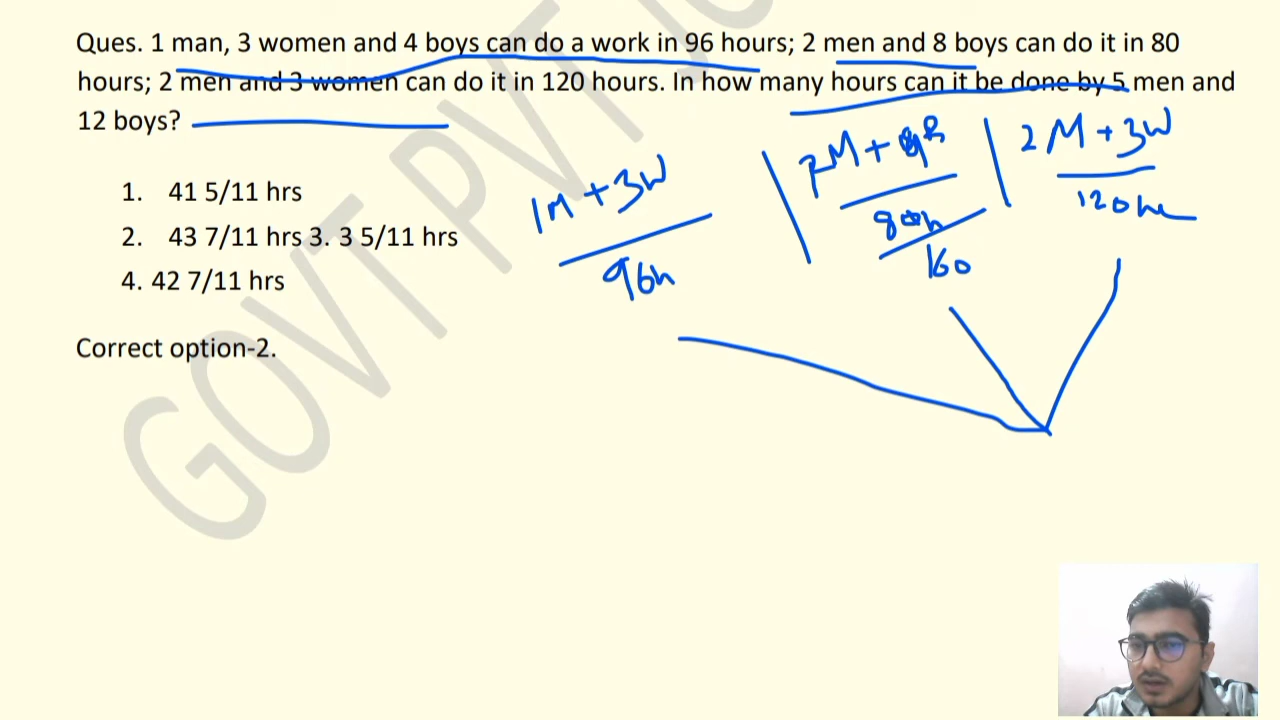 Ques. 1 man, 3 women and 4 boys can do a work in 96 hours; 2 men and 8 boys can do it in 80
hours; 2 men and 3 women can do it in 120 hours. In how many hours can it be done by 5 men and
12 boys?
1. 41 5/11 hrs
2. 43 7/11 hrs 3. 3 5/11 hrs
4. 42 7/11 hrs
Correct option-2.
1M + 3W
96h
M +
80h
160
2M + 3W
120h
GOVT PVT